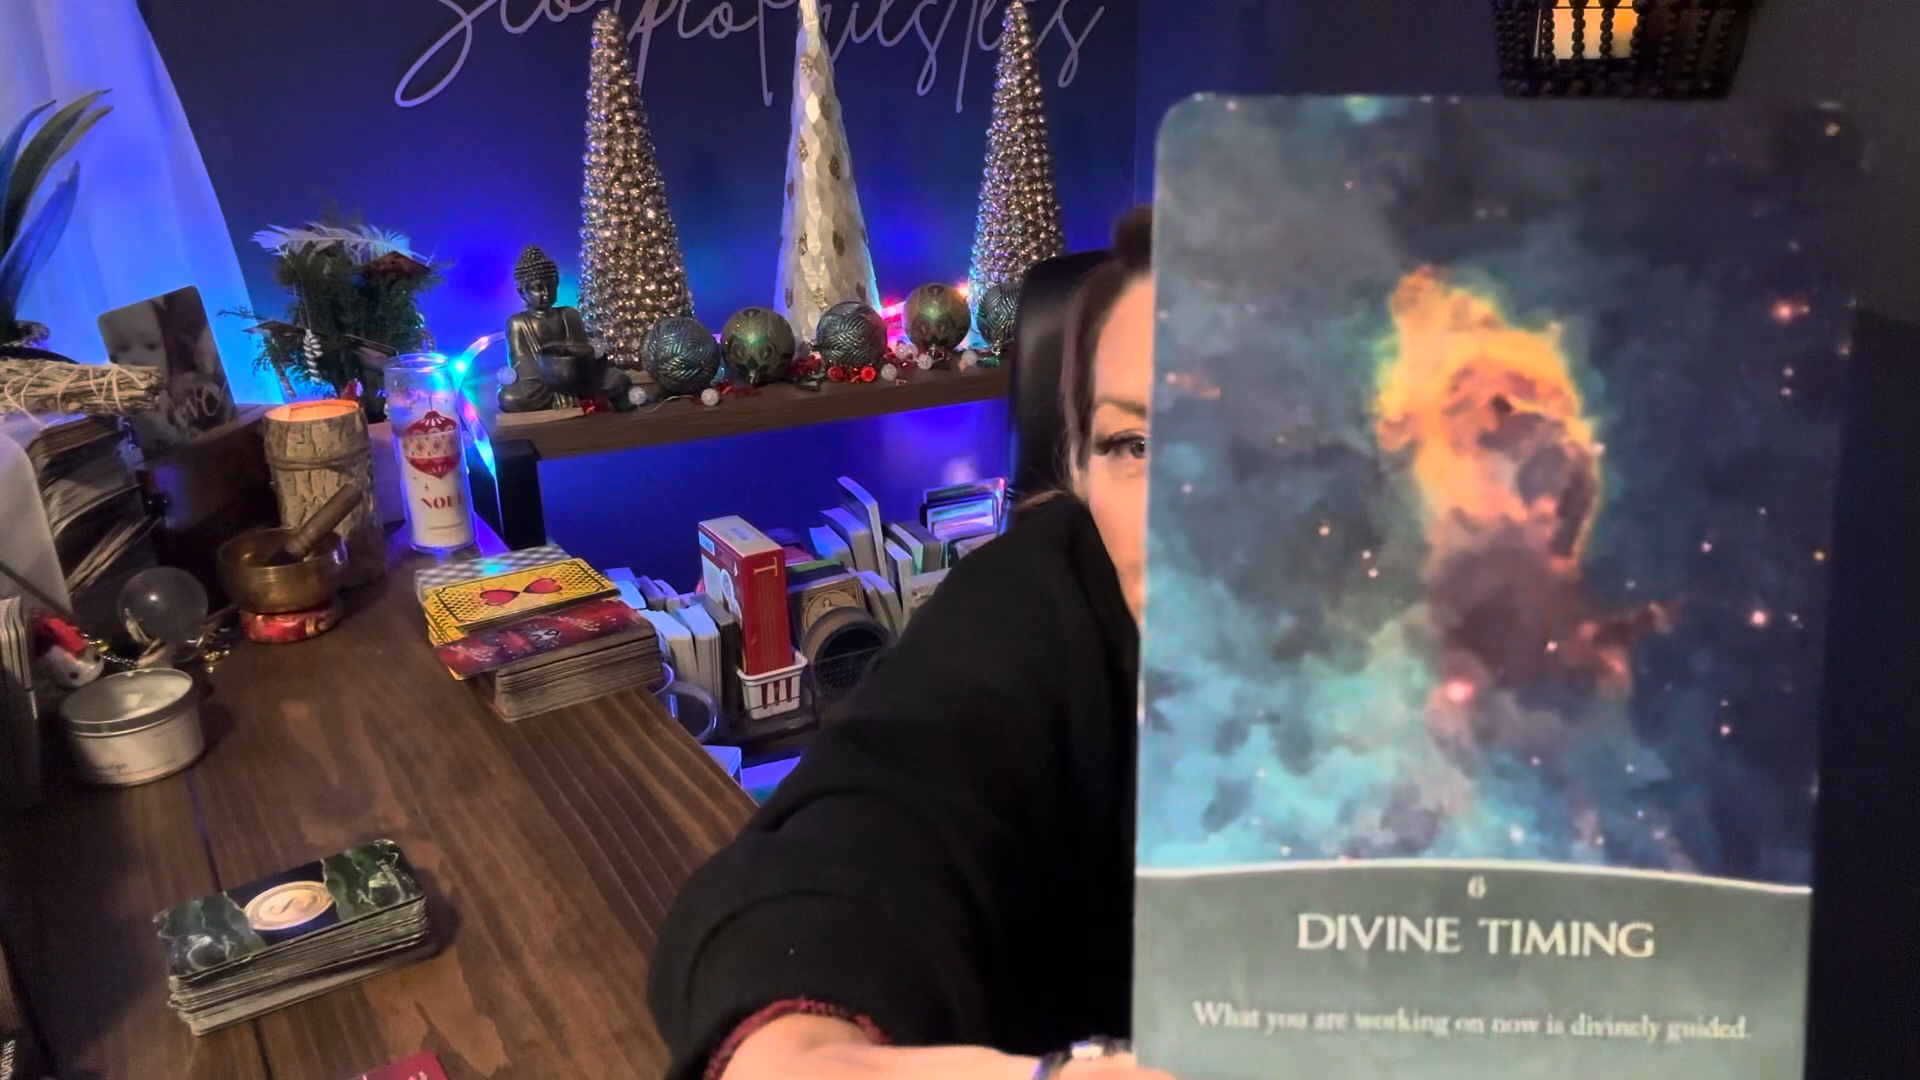 NOEL
6
DIVINE TIMING
What you are working on now is divinely guided.